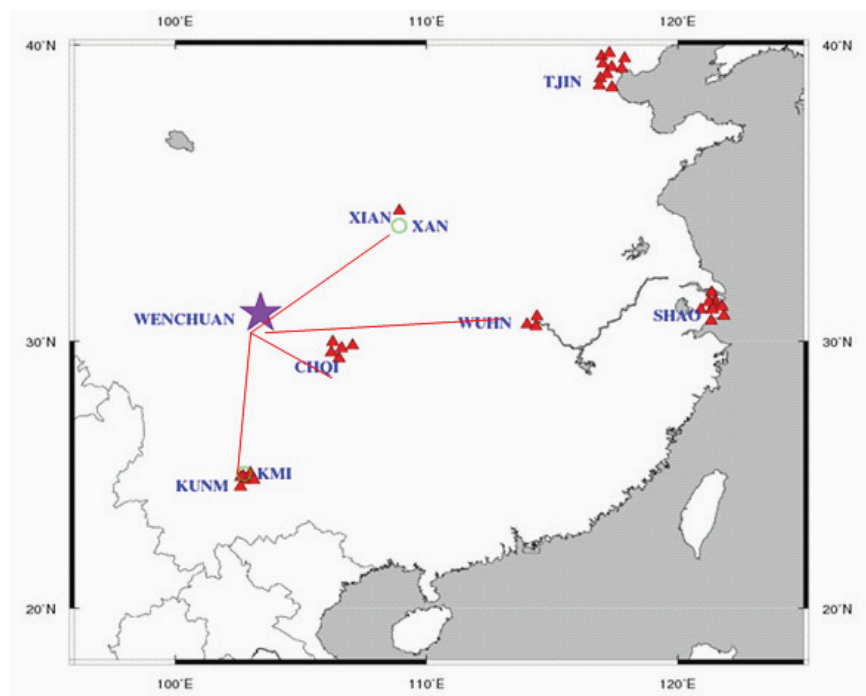 100°E 110°E 120°E
40°N 40°N
TJIN
XIAN XAN
WENCHUAN
WUHN SHAO
30°N 30°N
CHQI
KUNM KMI
20°N 20°N
100°E 110°E 120°E